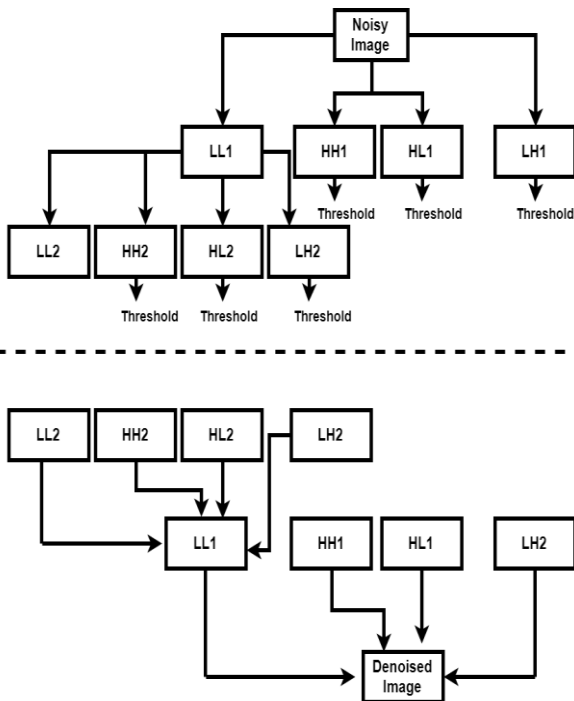 Noisy
Image
LL1
HH1
HL1
LH1
Threshold
Threshold
Threshold
LL2
HH2
HL2
LH2
Threshold
Threshold
Threshold
LL2
HH2
HL2
LH2
LL1
HH1
HL1
LH2
Denoised
Image